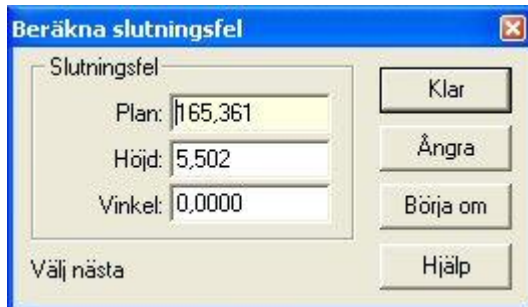 Beräkna slutningsfel
Slutningsfel
Plan: 165,361
Höjd: 5,502
Vinkel: 0,0000
Välj nästa
Klar
Ångra
Börja om
Hjälp